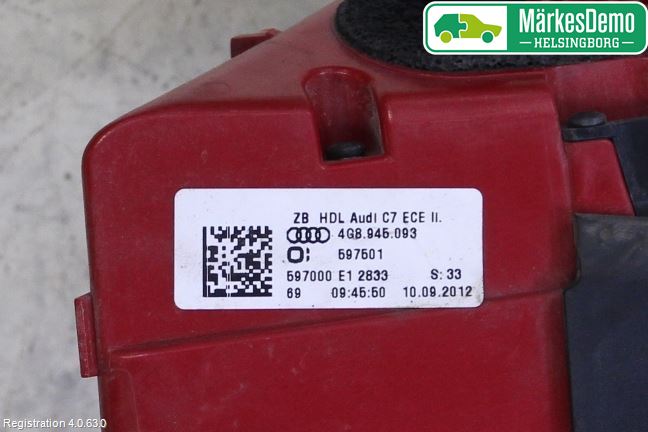 MärkesDemo
HELSINGBORG
ZB HDL Audi C7 ECE II.
4G8.945.093
597501
597000 E1 2833 S: 33
69 09:45:50 10.09.2012
Registration 4.0.63.0